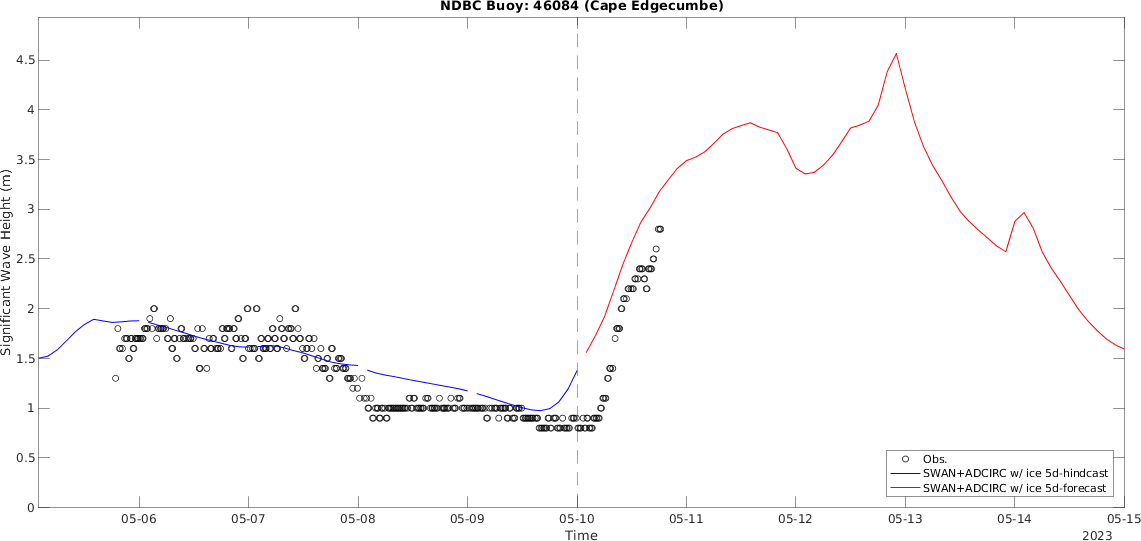 NDBC Buoy: 46084 (Cape Edgecumbe)
Significant Wave Height (m)
4.5
4
3.5
3
2.5
2
1.5
1
0.5
0
Obs.
SWAN+ADCIRC w/ ice 5d-hindcast
SWAN+ADCIRC w/ ice 5d-forecast
05-06 05-07 05-08 05-09 05-10 05-11 05-12 05-13 05-14 05-15
Time
2023